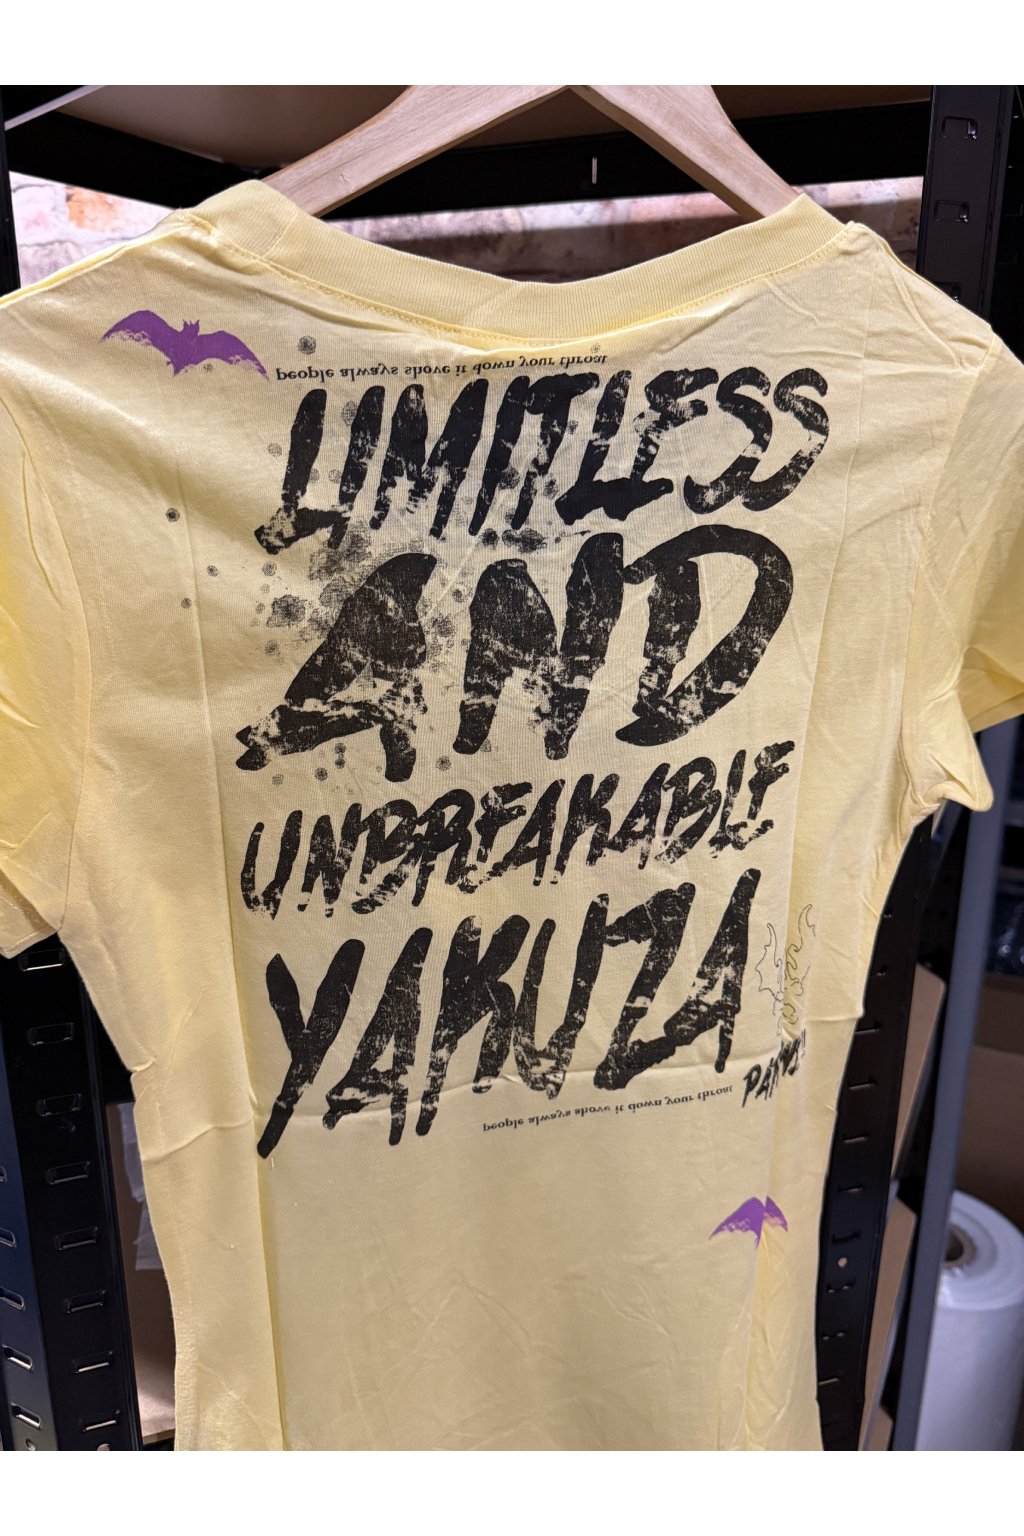 people always shove it down your throat
LIMITLESS
AND
UNBREAKABLE
YAKUZA
people always shove it down your throat